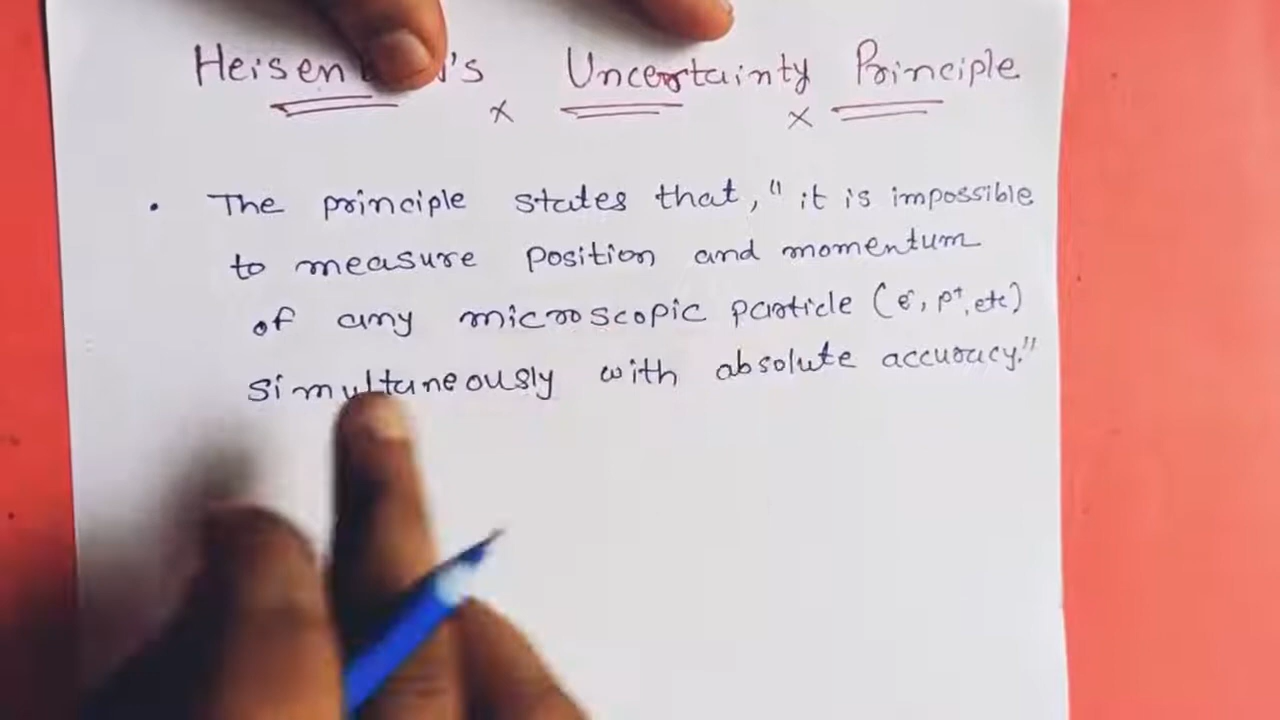 Heisen 's Uncertainty Principle
x x
• The principle states that, "it is impossible
to measure position and momentum
of any microscopic particle (e⁻, p⁺, etc)
simultaneously with absolute accuracy."